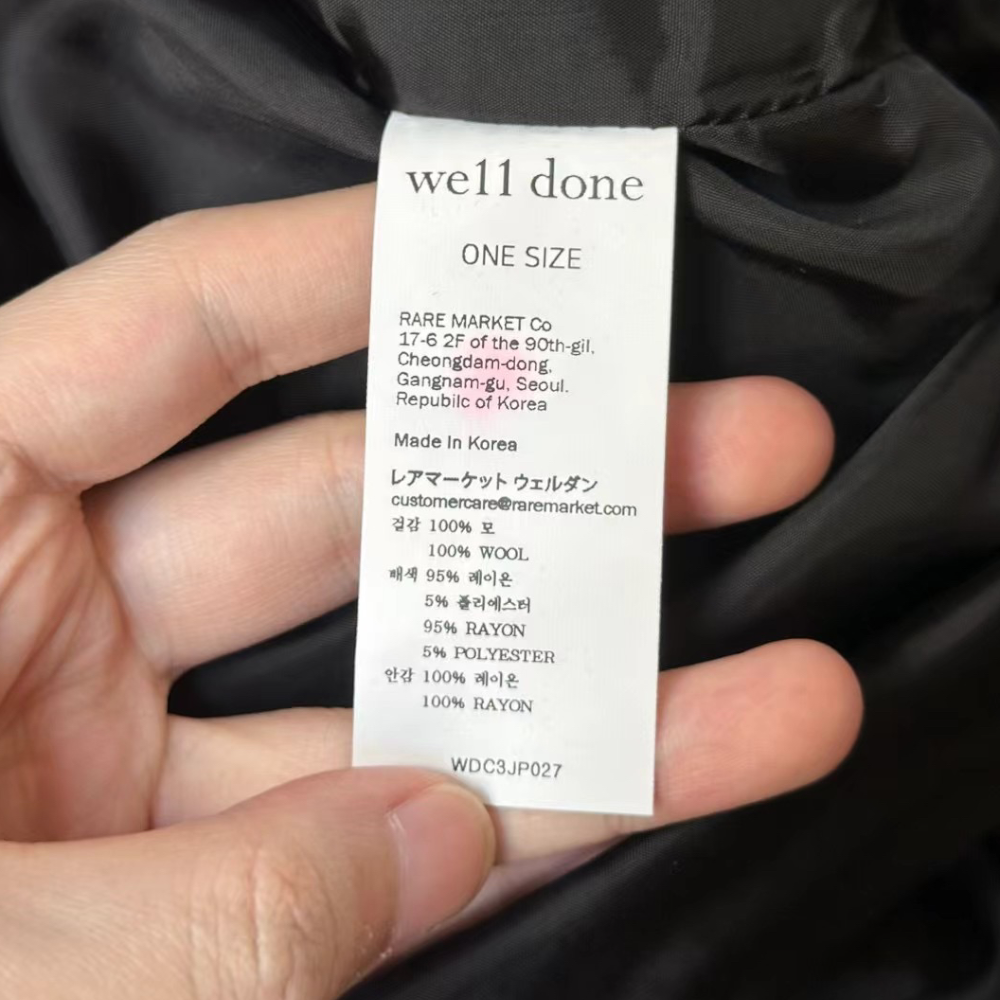 we11 done
ONE SIZE
RARE MARKET Co
17-6 2F of the 90th-gil,
Cheongdam-dong,
Gangnam-gu, Seoul.
Republic of Korea
Made In Korea
レアマーケット ウェルダン
customercare@raremarket.com
겉감 100% 모
100% WOOL
배색 95% 레이온
5% 폴리에스터
95% RAYON
5% POLYESTER
안감 100% 레이온
100% RAYON
WDC3JP027